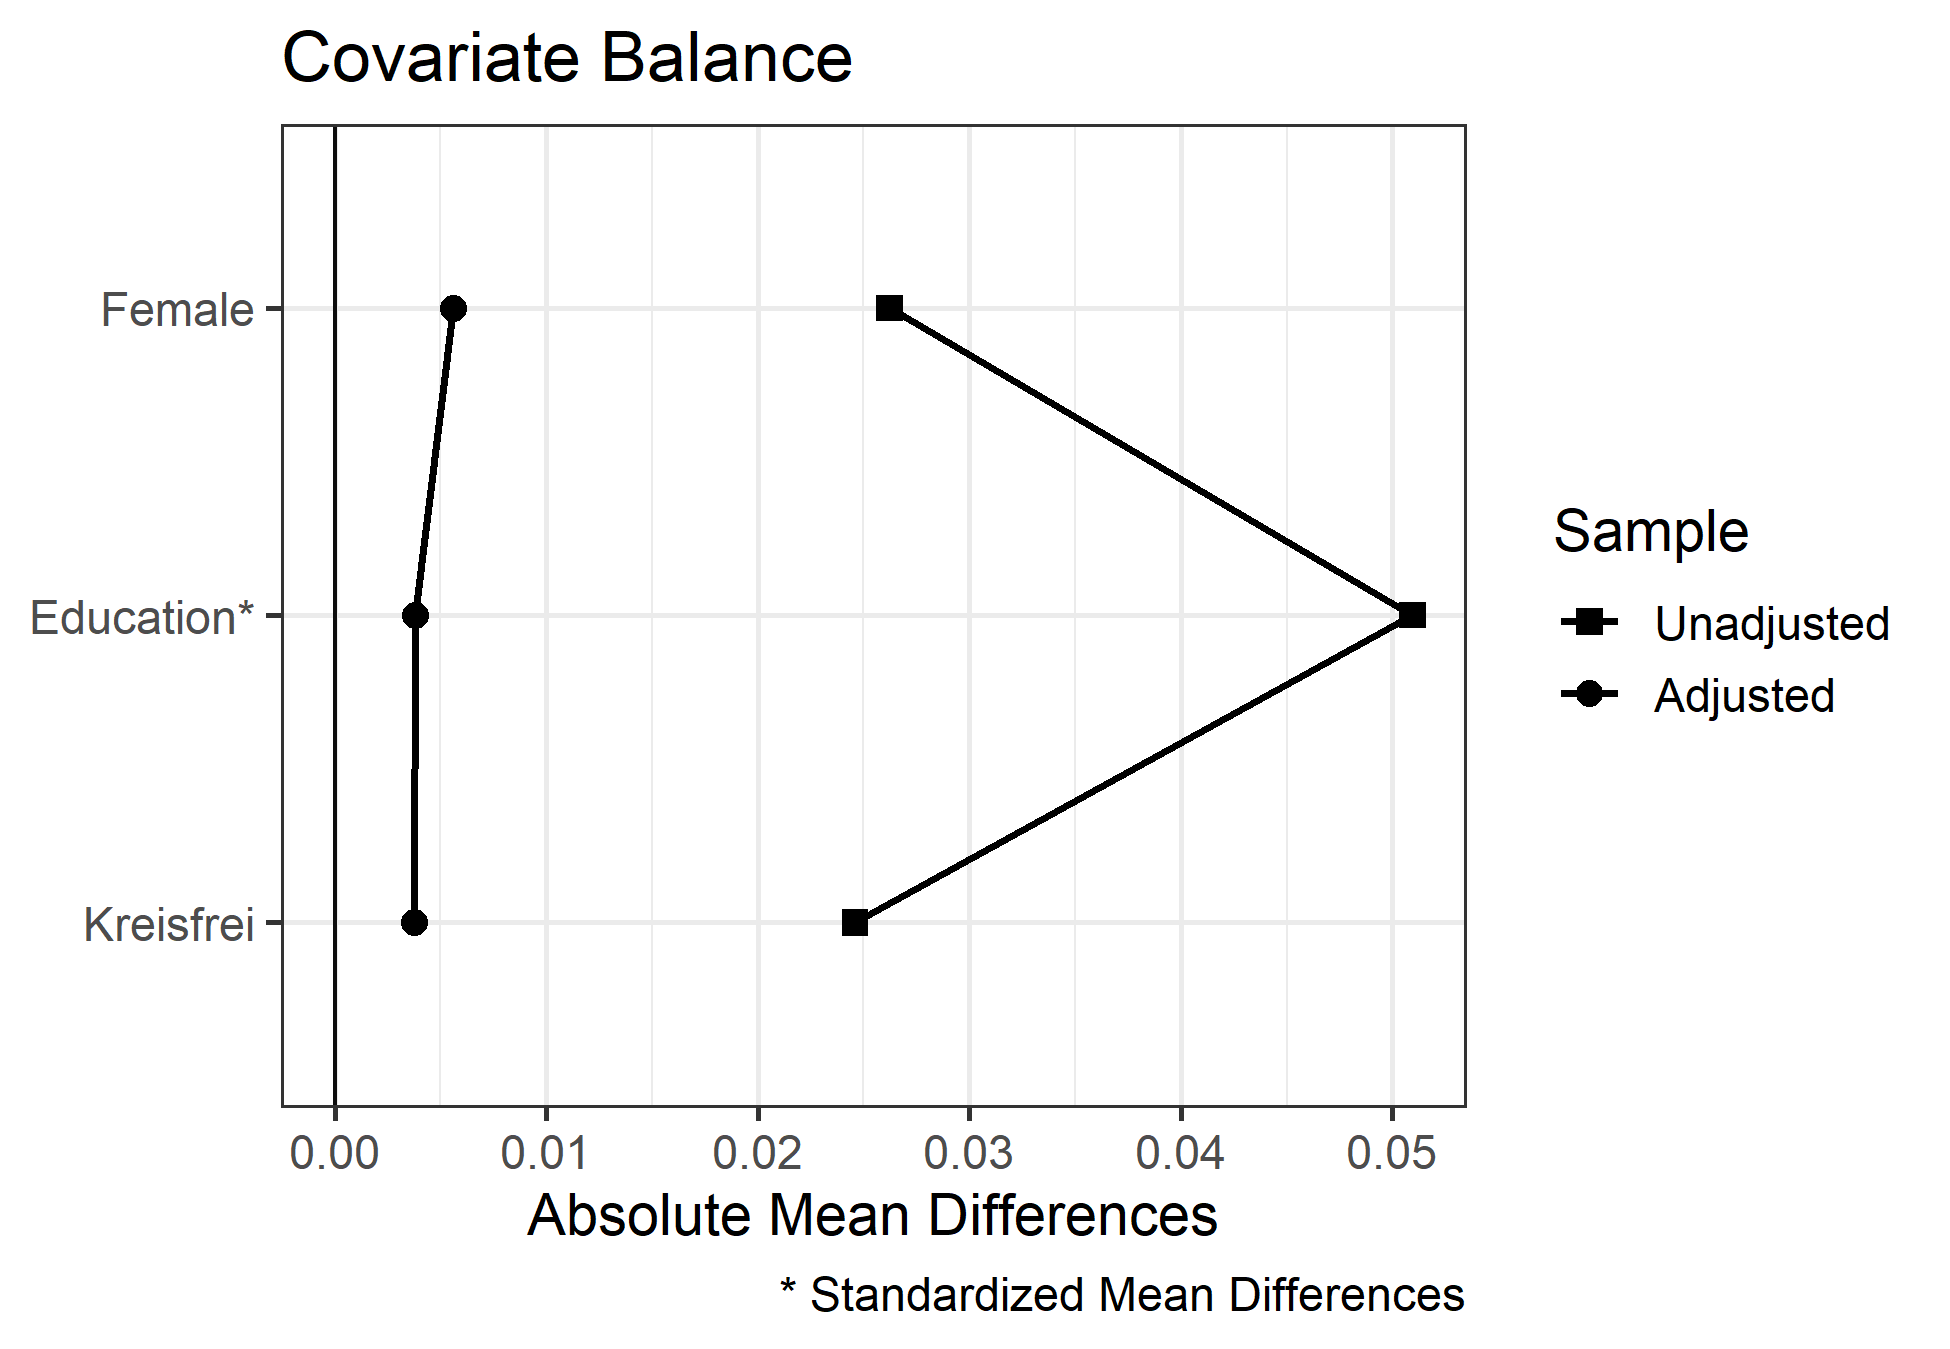 Covariate Balance
Female
Education*
Kreisfrei
0.00 0.01 0.02 0.03 0.04 0.05
Absolute Mean Differences
* Standardized Mean Differences
Sample
Unadjusted
Adjusted